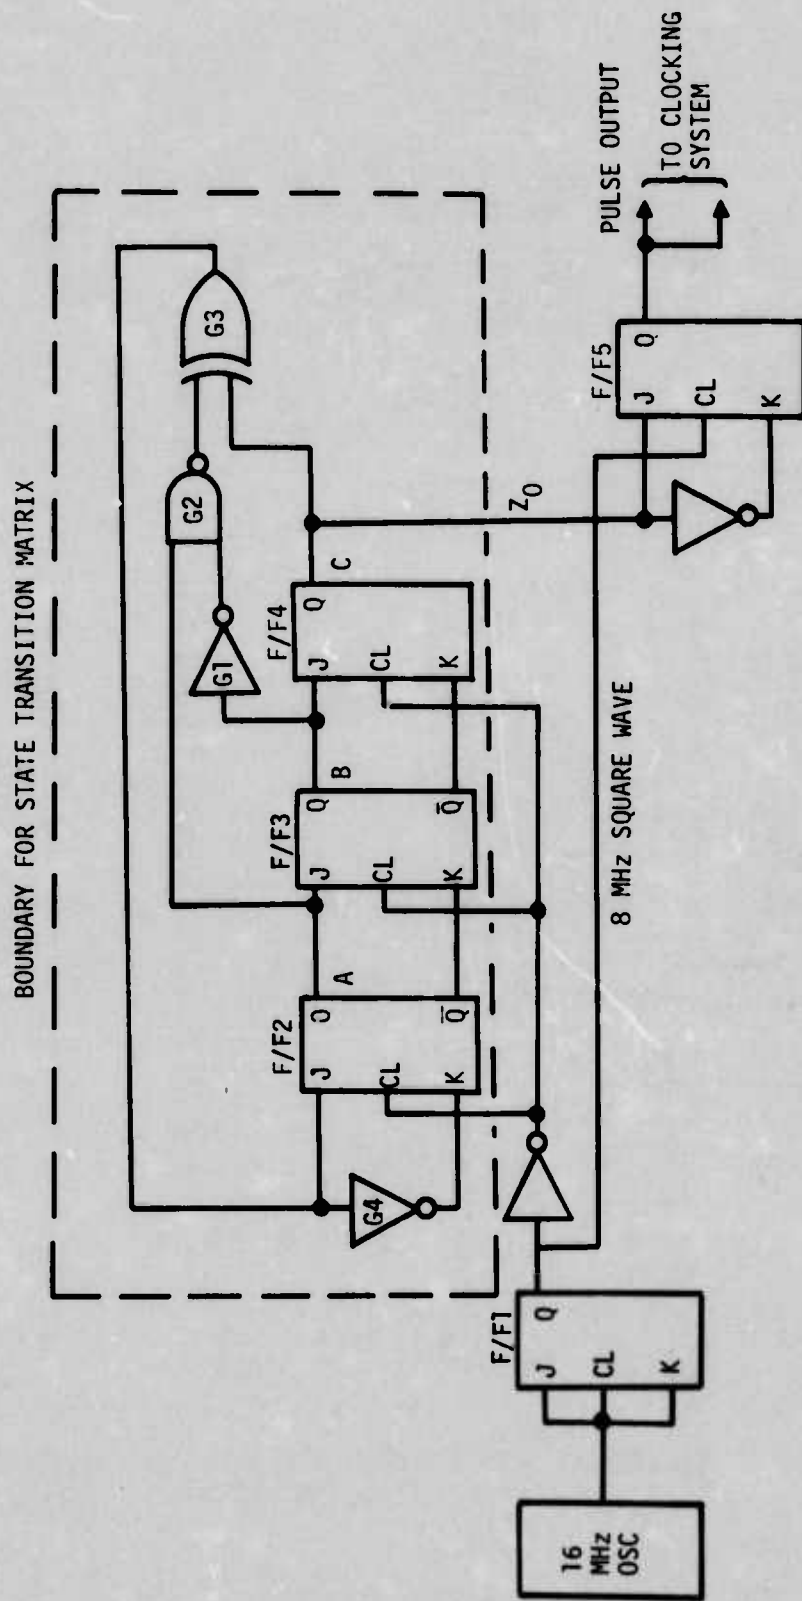 BOUNDARY FOR STATE TRANSITION MATRIX
G3
G2
G1
G4
F/F2
J
O
CL
K
Q̅
A
F/F3
J
Q
CL
K
Q̅
B
F/F4
J
Q
CL
K
C
Z0
16
MHz
OSC
F/F1
J
Q
CL
K
8 MHz SQUARE WAVE
F/F5
J
Q
CL
K
PULSE OUTPUT
TO CLOCKING
SYSTEM